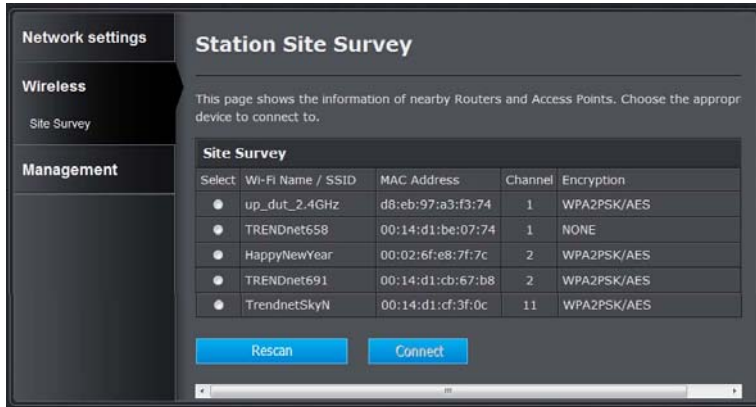 Network settings
Wireless
Site Survey
Management
Station Site Survey
This page shows the information of nearby Routers and Access Points. Choose the appropr
device to connect to.
Site Survey
Select Wi-Fi Name / SSID MAC Address Channel Encryption
up_dut_2.4GHz d8:eb:97:a3:f3:74 1 WPA2PSK/AES
TRENDnet658 00:14:d1:be:07:74 1 NONE
HappyNewYear 00:02:6f:e8:7f:7c 2 WPA2PSK/AES
TRENDnet691 00:14:d1:cb:67:b8 2 WPA2PSK/AES
TrendnetSkyN 00:14:d1:cf:3f:0c 11 WPA2PSK/AES
Rescan Connect